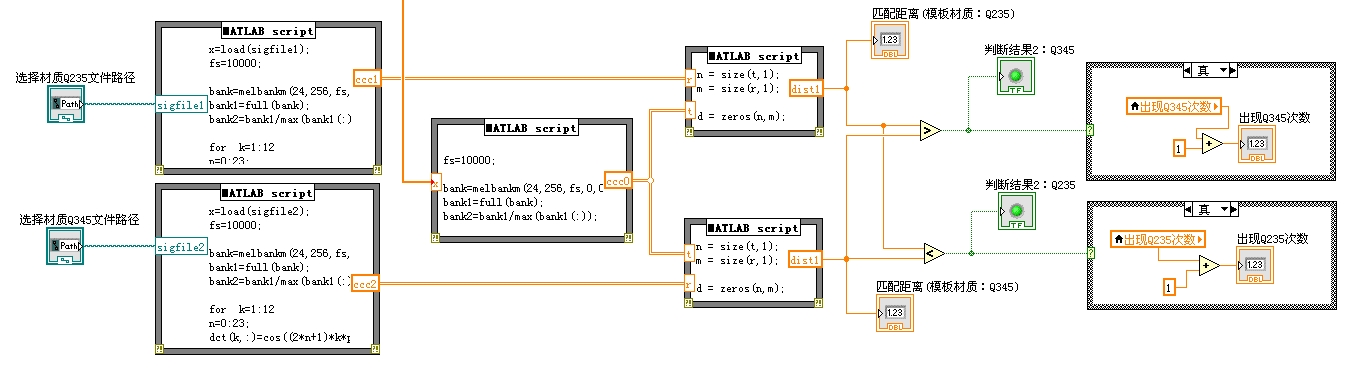 选择材质Q235文件路径
Path
MATLAB script
x=load(sigfile1);
fs=10000;
bank=melbankm(24,256,fs,
bank1=full(bank);
bank2=bank1/max(bank1(:)
for k=1:12
n=0:23;
sigfile1
ccc1
选择材质Q345文件路径
Path
MATLAB script
x=load(sigfile2);
fs=10000;
bank=melbankm(24,256,fs,
bank1=full(bank);
bank2=bank1/max(bank1(:)
for k=1:12
n=0:23;
dct(k,:)=cos((2*n+1)*k*p
sigfile2
ccc2
MATLAB script
fs=10000;
bank=melbankm(24,256,fs,0,0
bank1=full(bank);
bank2=bank1/max(bank1(:));
x
ccc0
MATLAB script
n = size(t,1);
m = size(r,1);
d = zeros(n,m);
r
t
dist1
MATLAB script
n = size(t,1);
m = size(r,1);
d = zeros(n,m);
t
r
dist1
匹配距离(模板材质：Q235)
1.23
DBL
匹配距离(模板材质：Q345)
1.23
DBL
>
<
判断结果2：Q345
TF
判断结果2：Q235
TF
?
真
出现Q345次数
1
+
出现Q345次数
1.23
DBL
?
真
出现Q235次数
1
+
出现Q235次数
1.23
DBL